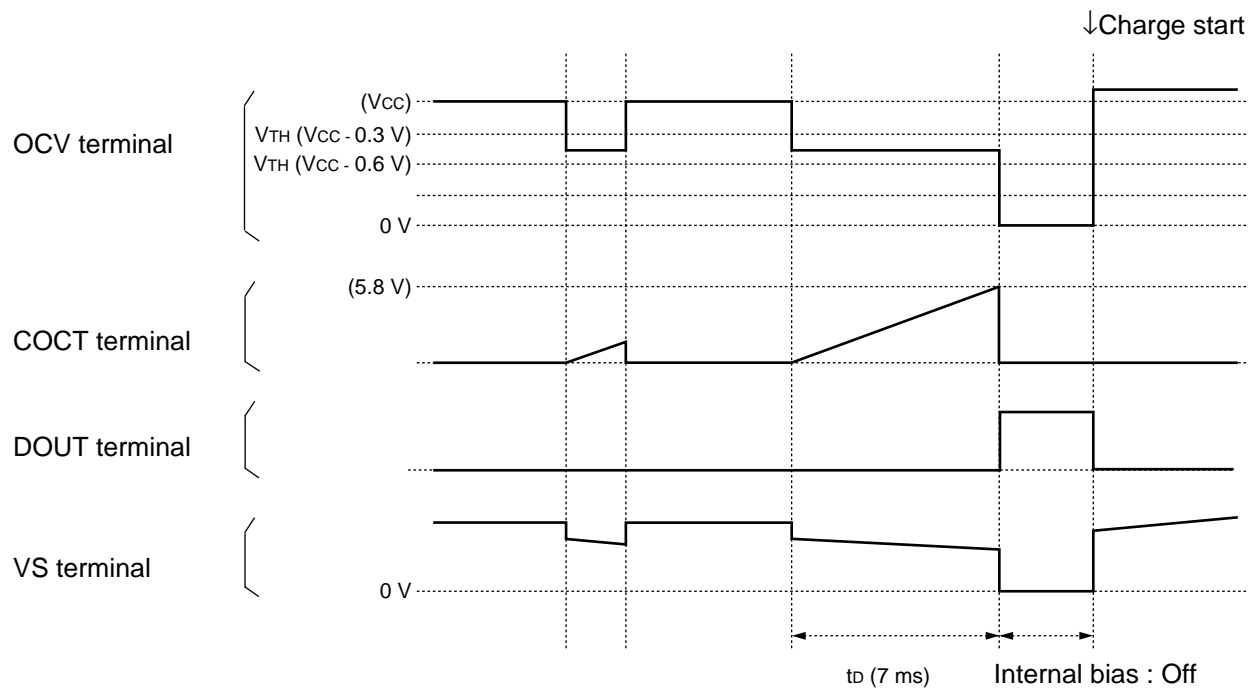 ↓Charge start
OCV terminal
(VCC)
VTH (VCC - 0.3 V)
VTH (VCC - 0.6 V)
0 V
(5.8 V)
COCT terminal
DOUT terminal
VS terminal
0 V
tD (7 ms)
Internal bias : Off